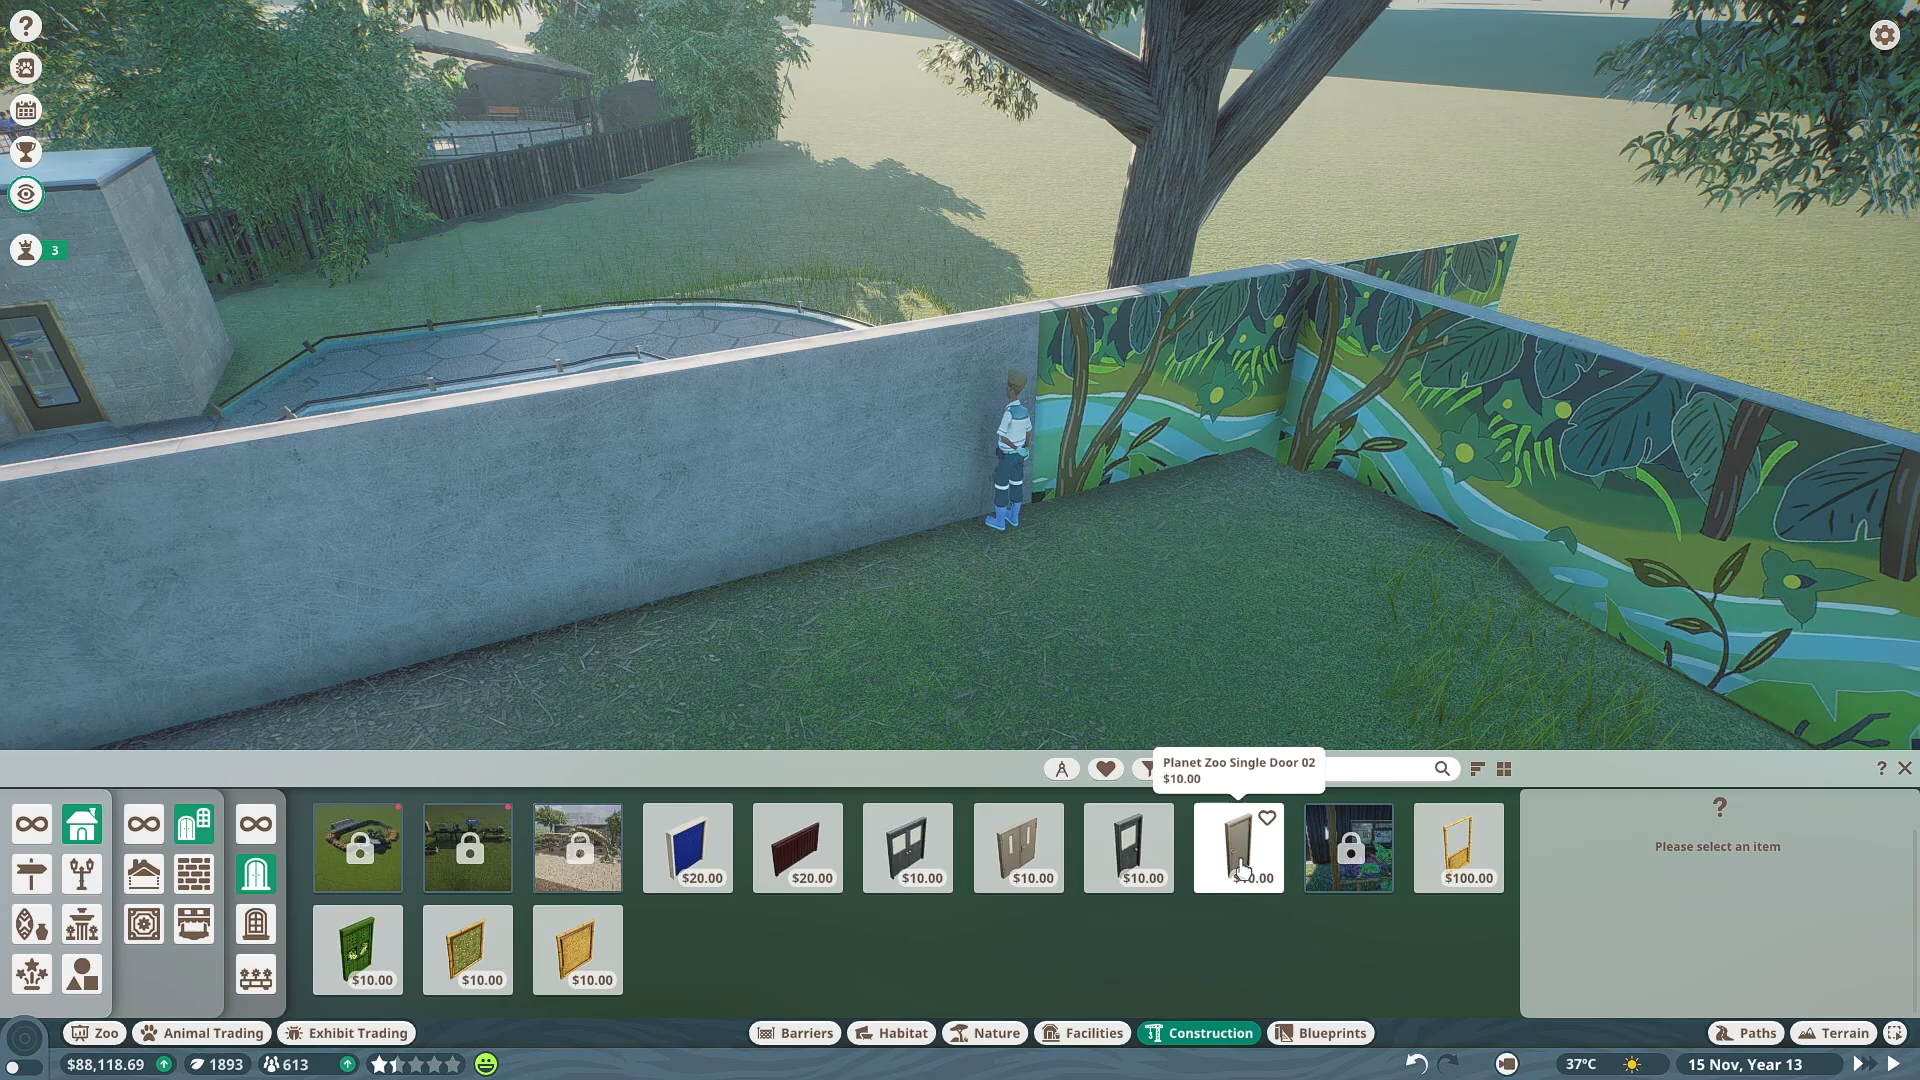 3
Planet Zoo Single Door 02
$10.00
$20.00
$20.00
$10.00
$10.00
$10.00
$100.00
Please select an item
$10.00
$10.00
$10.00
Zoo
Animal Trading
Exhibit Trading
Barriers
Habitat
Nature
Facilities
Construction
Blueprints
Paths
Terrain
$88,118.69
1893
613
37°C
15 Nov, Year 13